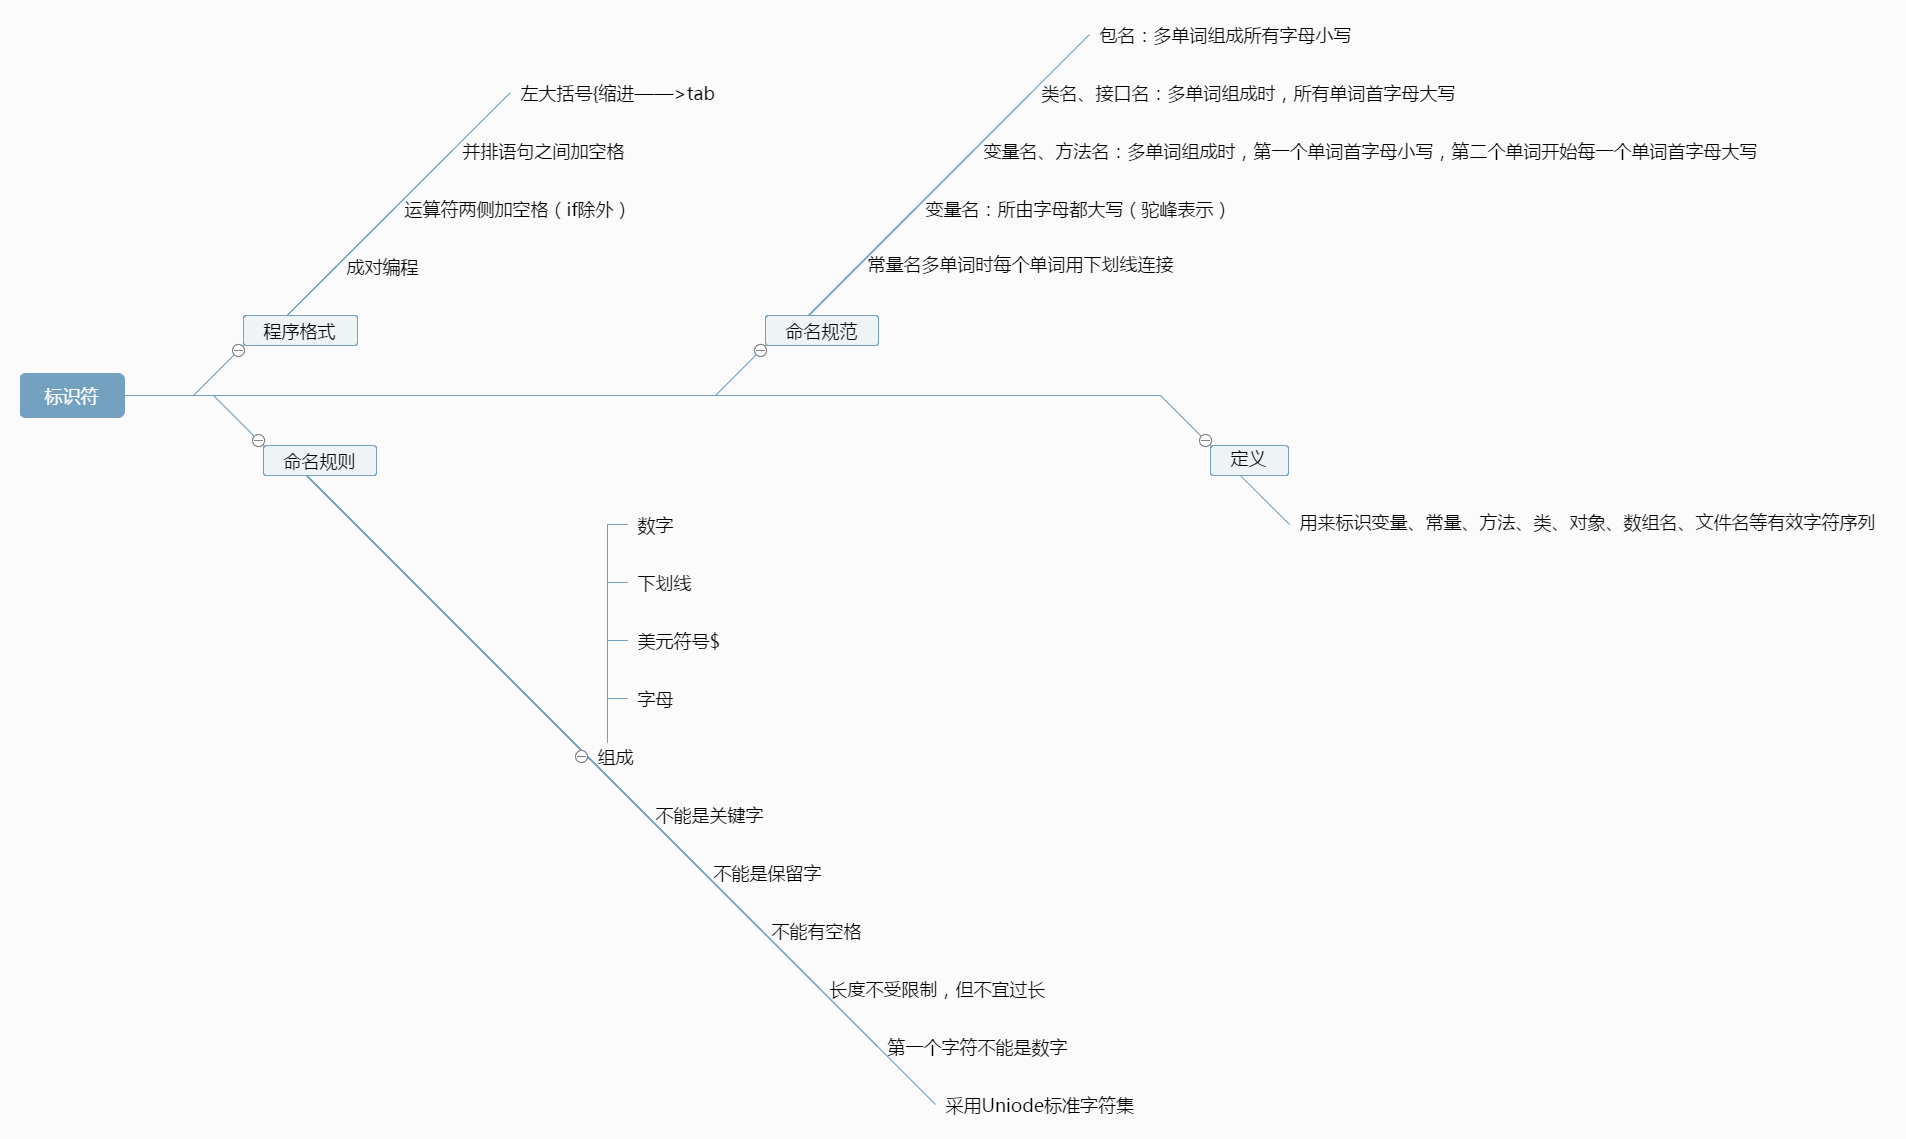 包名：多单词组成所有字母小写
左大括号{缩进——>tab
类名、接口名：多单词组成时，所有单词首字母大写
并排语句之间加空格
变量名、方法名：多单词组成时，第一个单词首字母小写，第二个单词开始每一个单词首字母大写
运算符两侧加空格（if除外）
变量名：所由字母都大写（驼峰表示）
成对编程
常量名多单词时每个单词用下划线连接
程序格式
命名规范
标识符
命名规则
定义
数字
用来标识变量、常量、方法、类、对象、数组名、文件名等有效字符序列
下划线
美元符号$
字母
组成
不能是关键字
不能是保留字
不能有空格
长度不受限制，但不宜过长
第一个字符不能是数字
采用Uniode标准字符集